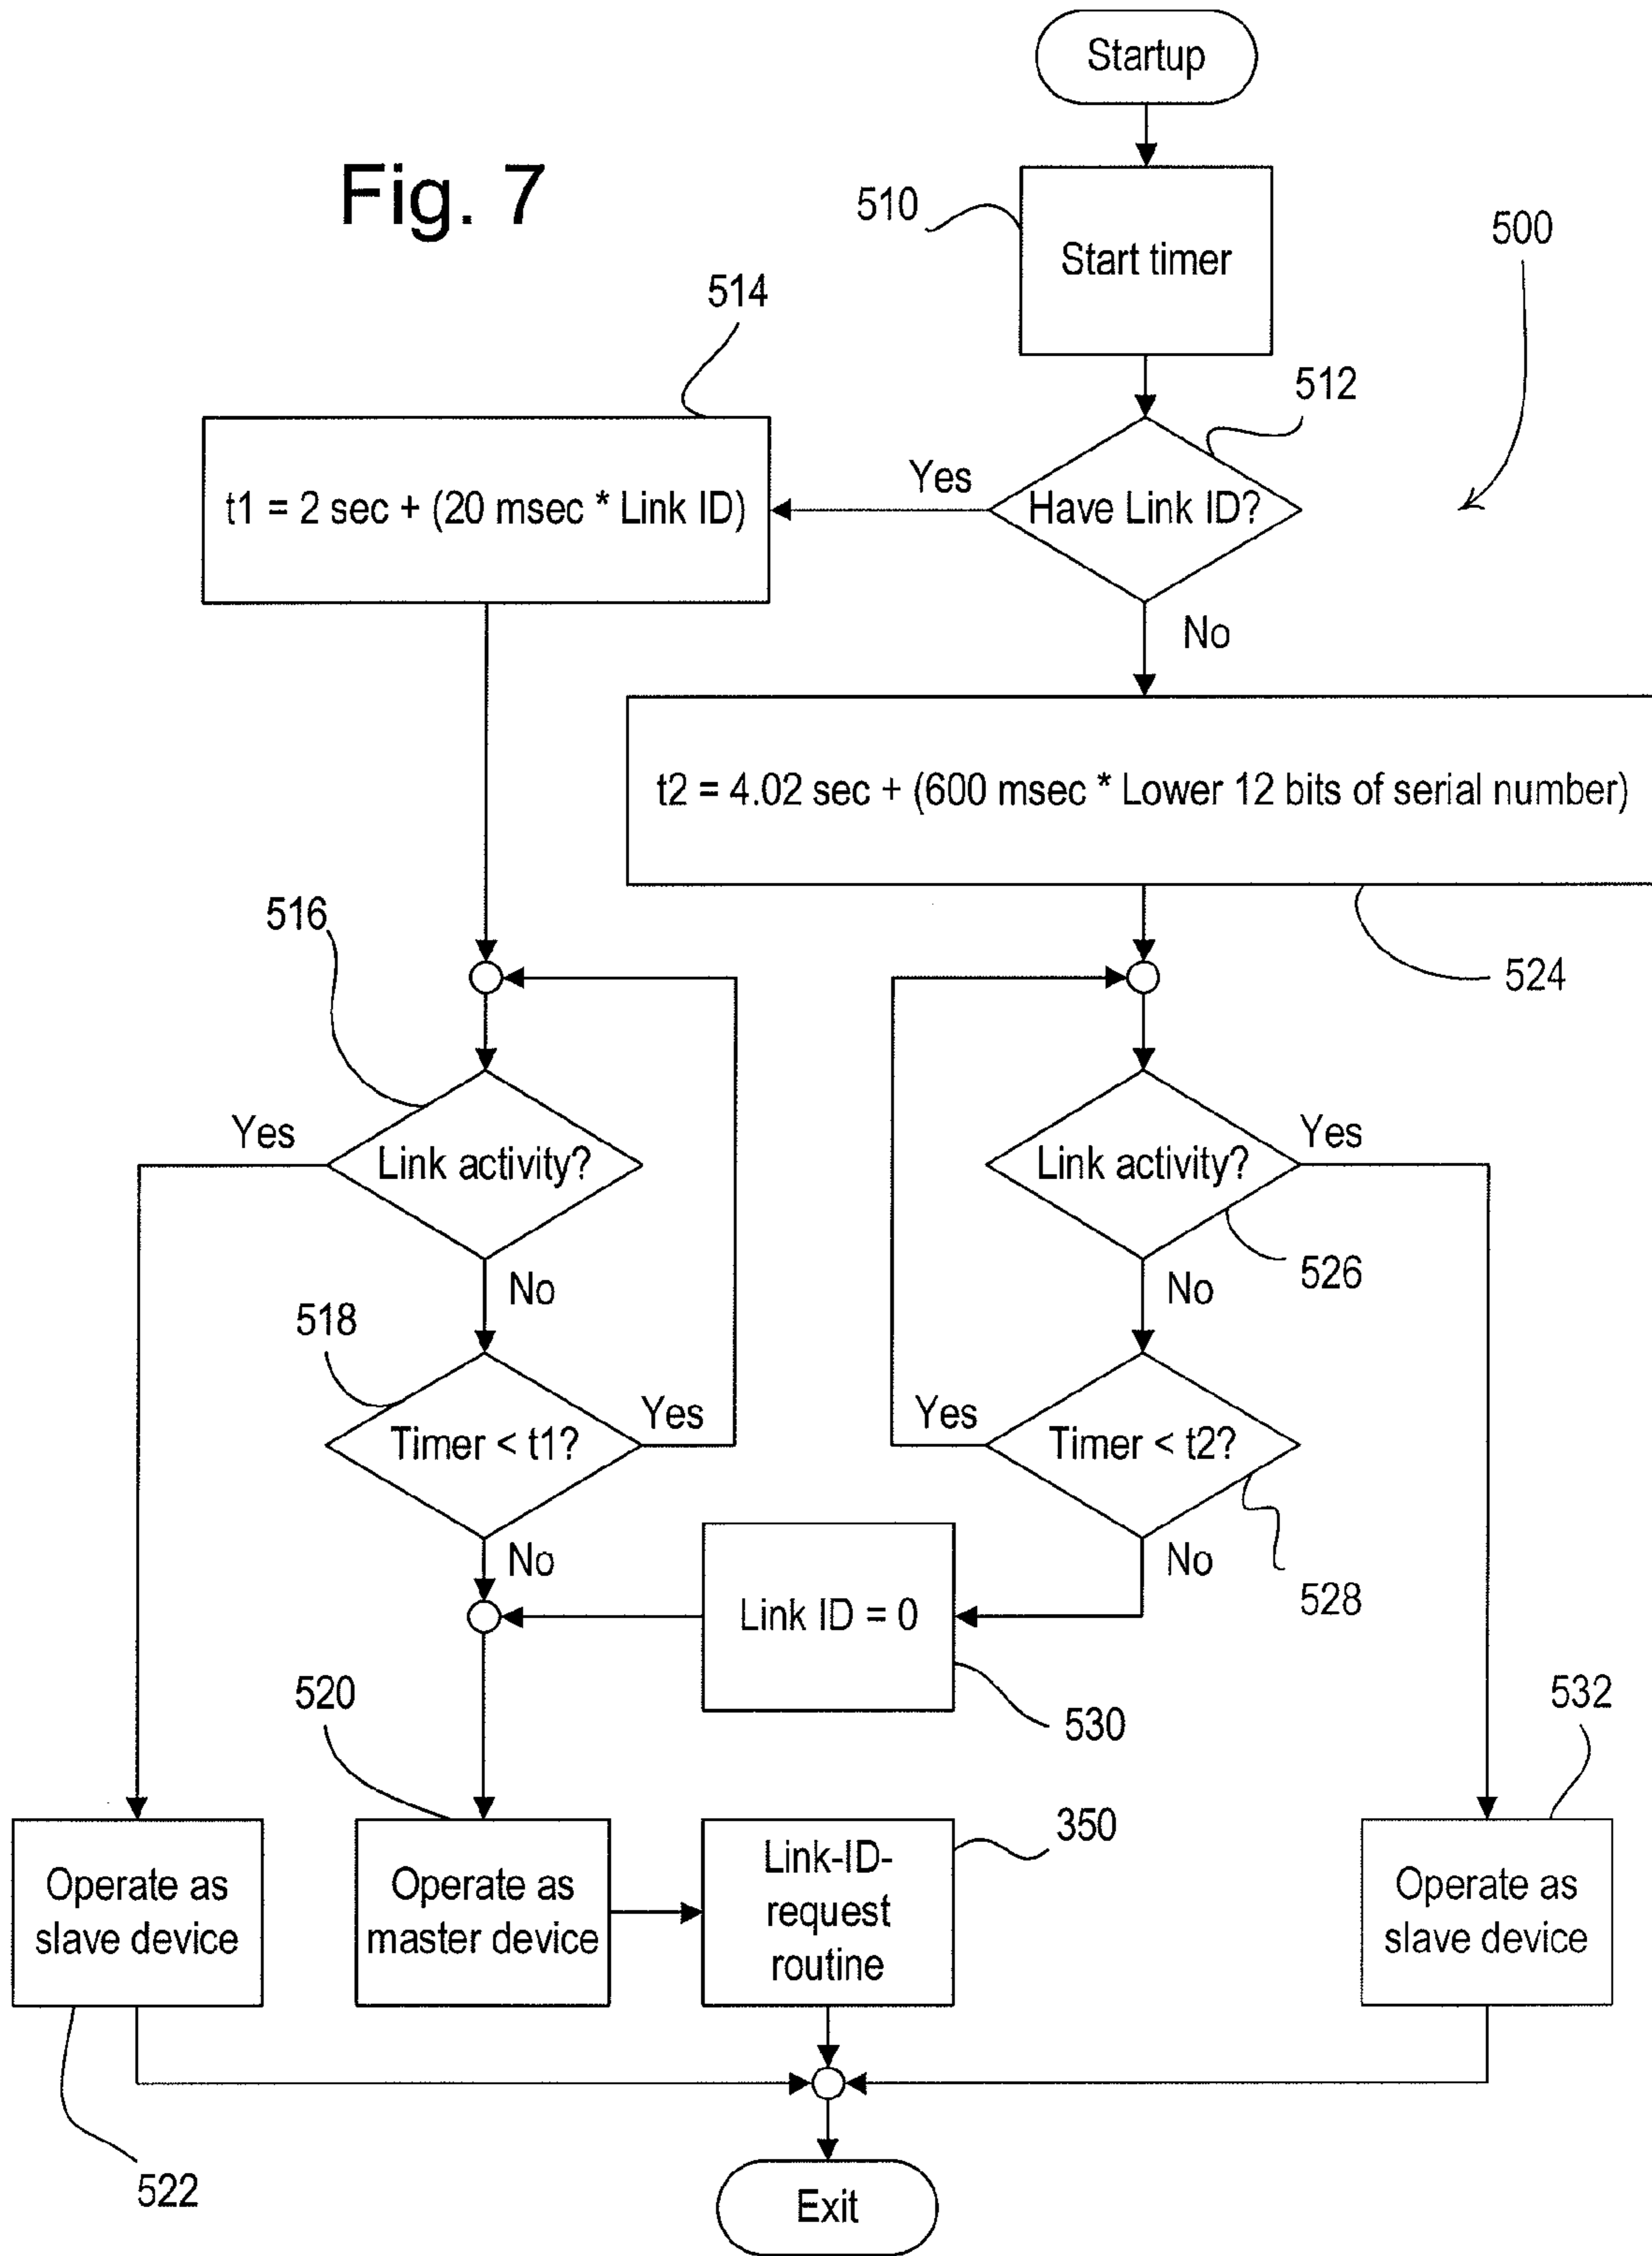 Startup
Fig. 7
510
Start timer
500
514
512
t1 = 2 sec + (20 msec * Link ID)
Yes
Have Link ID?
No
t2 = 4.02 sec + (600 msec * Lower 12 bits of serial number)
516
524
Yes
Link activity?
Link activity?
Yes
No
526
No
518
Timer < t1?
Yes
Yes
Timer < t2?
No
No
528
Link ID = 0
520
530
532
350
Operate as
slave device
Operate as
master device
Link-ID-
request
routine
Operate as
slave device
522
Exit